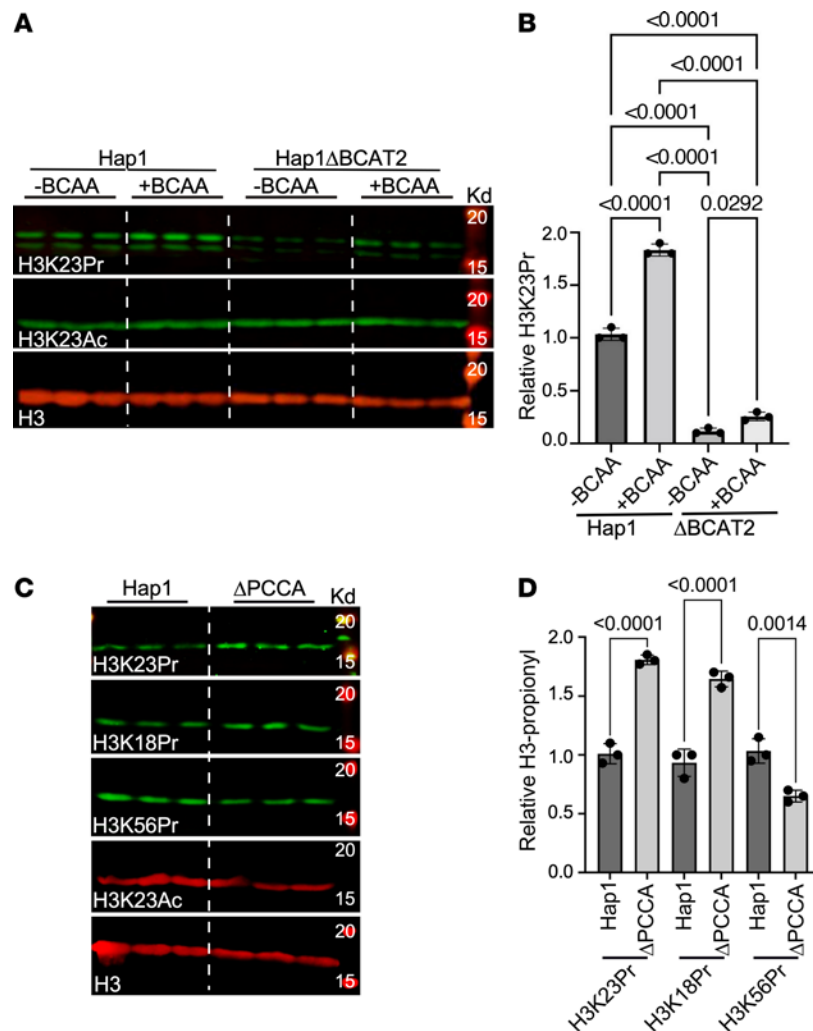 A
Hap1 Hap1ΔBCAT2
-BCAA +BCAA -BCAA +BCAA Kd
20
H3K23Pr 15
20
H3K23Ac 15
20
H3 15
B
<0.0001
<0.0001
<0.0001
<0.0001
<0.0001 0.0292
Relative H3K23Pr
2.0
1.5
1.0
0.5
0.0
-BCAA +BCAA -BCAA +BCAA
Hap1 ΔBCAT2
C
Hap1 ΔPCCA Kd
20
H3K23Pr 15
20
H3K18Pr 15
20
H3K56Pr 15
20
H3K23Ac 15
20
H3 15
D
<0.0001
<0.0001 0.0014
Relative H3-propionyl
2.0
1.5
1.0
0.5
0.0
Hap1 ΔPCCA Hap1 ΔPCCA Hap1 ΔPCCA
H3K23Pr H3K18Pr H3K56Pr